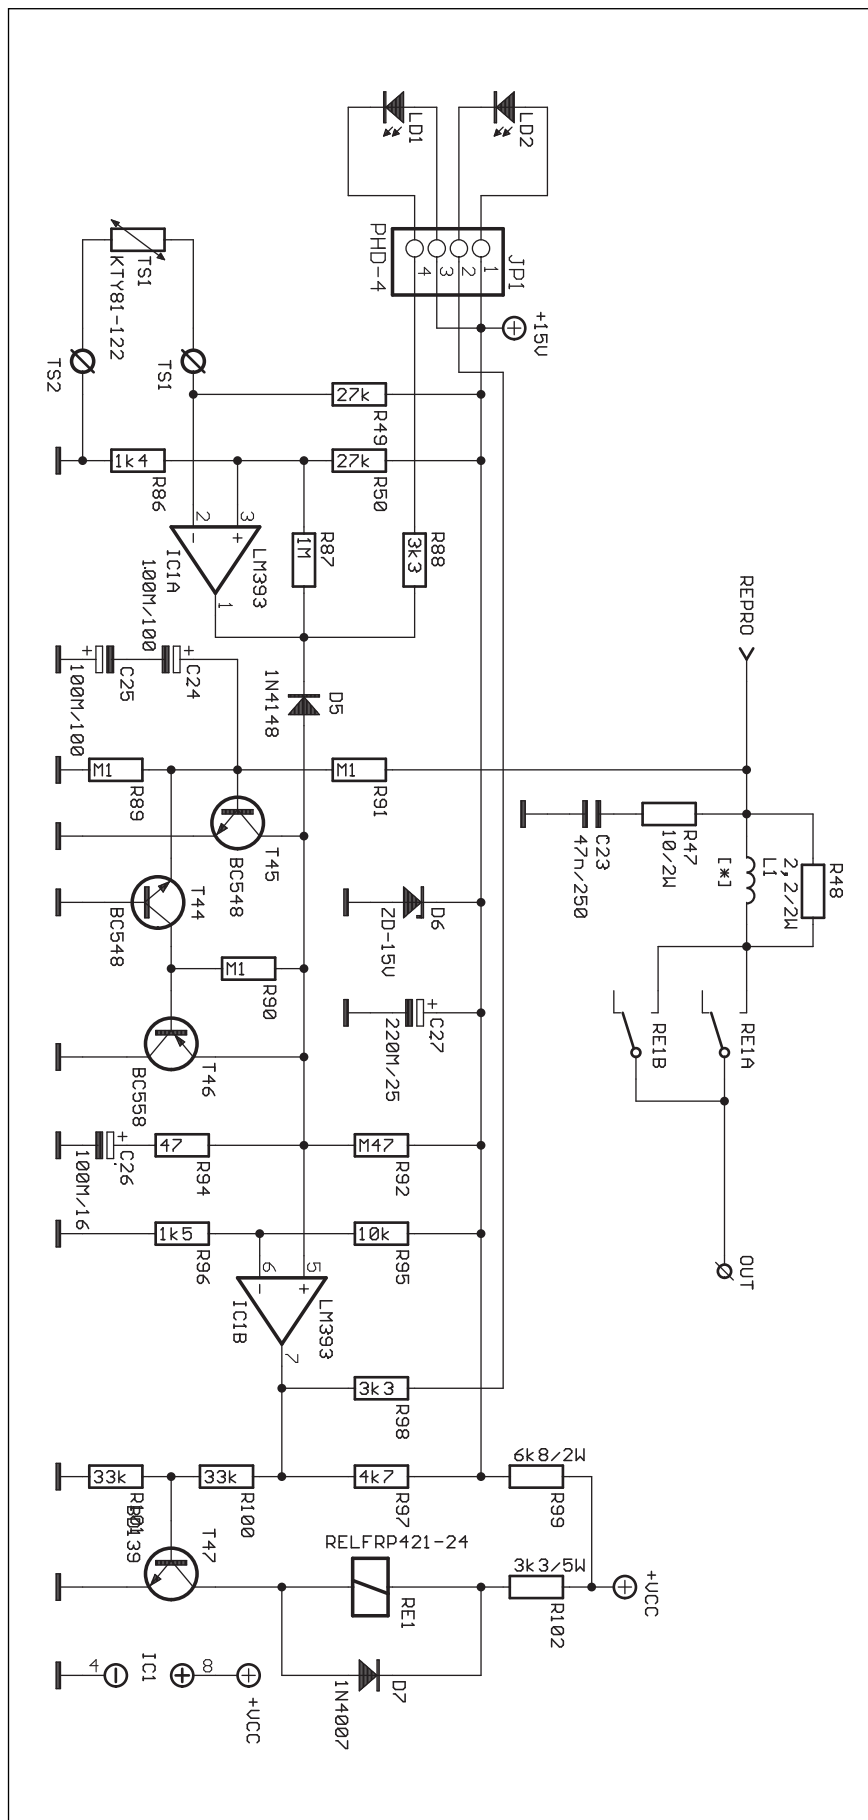 LD2
LD1
JP1
1
2
3
4
PHD-4
+15V
TS1
KTY81-122
TS1
TS2
27k
R49
1k4
R86
27k
R50
3
2
+
-
LM393
IC1A
1
1M
R87
3k3
R88
REPRO
100M/100
+
C24
+
C25
100M/100
D5
1N4148
M1
R89
M1
R91
T45
BC548
T44
BC548
R47
10/2W
C23
47n/250
R48
2,2/2W
L1
[*]
D6
ZD-15V
M1
R90
+
C27
220M/25
RE1A
RE1B
T46
BC558
+
C26
100M/16
47
R94
M47
R92
1k5
R96
10k
R95
5
6
+
-
LM393
IC1B
7
OUT
3k3
R98
33k
R101
33k
R100
4k7
R97
6k8/2W
R99
T47
BD139
RELFRP421-24
RE1
3k3/5W
R102
+VCC
D7
1N4007
4
IC1
8
+VCC